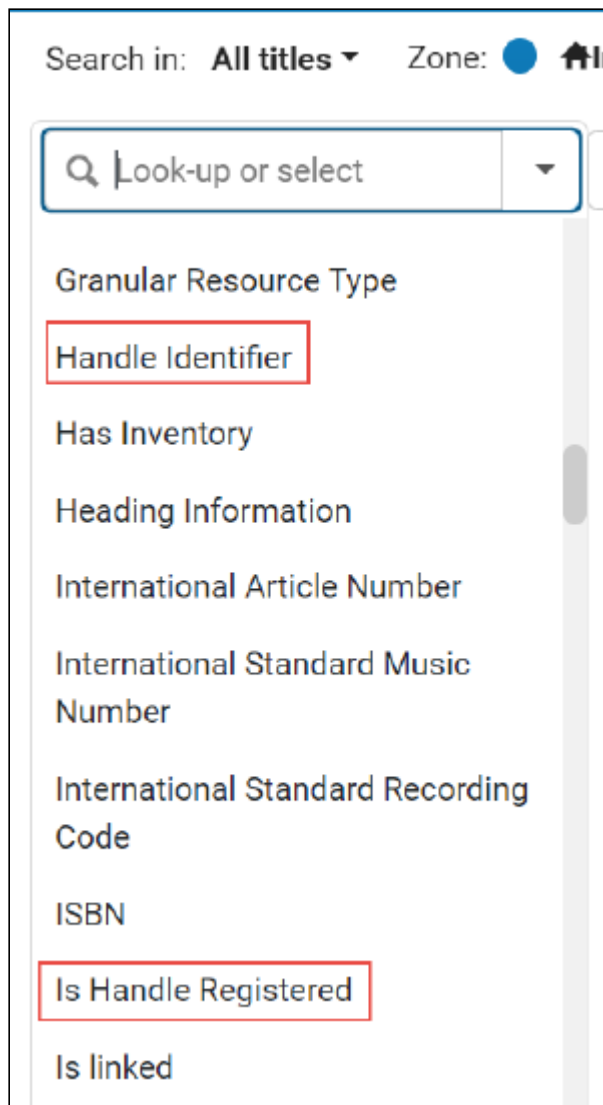 Search in: All titles Zone:
Look-up or select
Granular Resource Type
Handle Identifier
Has Inventory
Heading Information
International Article Number
International Standard Music
Number
International Standard Recording
Code
ISBN
Is Handle Registered
Is linked